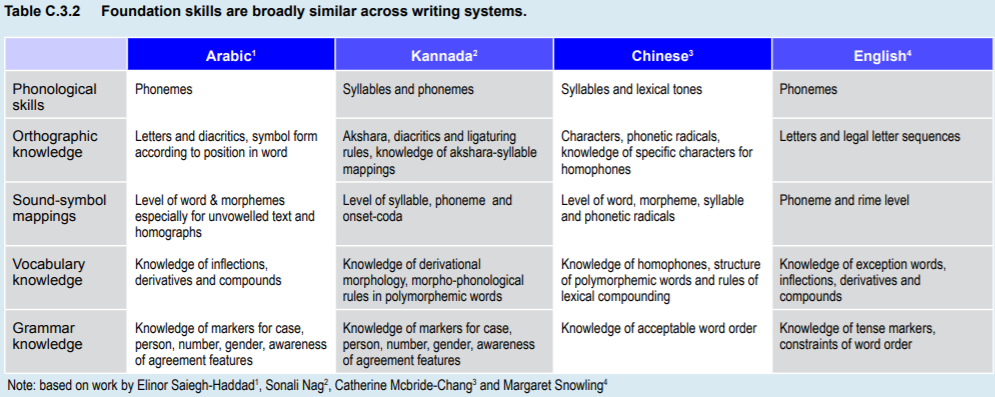 Table C.3.2 Foundation skills are broadly similar across writing systems.
Arabic¹ Kannada² Chinese³ English⁴
Phonological skills
Phonemes
Syllables and phonemes
Syllables and lexical tones
Phonemes
Orthographic knowledge
Letters and diacritics, symbol form
according to position in word
Akshara, diacritics and ligaturing
rules, knowledge of akshara-syllable
mappings
Characters, phonetic radicals,
knowledge of specific characters for
homophones
Letters and legal letter sequences
Sound-symbol
mappings
Level of word & morphemes
especially for unvowelled text and
homographs
Level of syllable, phoneme and
onset-coda
Level of word, morpheme, syllable
and phonetic radicals
Phoneme and rime level
Vocabulary
knowledge
Knowledge of inflections,
derivatives and compounds
Knowledge of derivational
morphology, morpho-phonological
rules in polymorphemic words
Knowledge of homophones, structure
of polymorphemic words and rules of
lexical compounding
Knowledge of exception words,
inflections, derivatives and
compounds
Grammar
knowledge
Knowledge of markers for case,
person, number, gender, awareness
of agreement features
Knowledge of markers for case,
person, number, gender, awareness
of agreement features
Knowledge of acceptable word order
Knowledge of tense markers,
constraints of word order
Note: based on work by Elinor Saiegh-Haddad¹, Sonali Nag², Catherine Mcbride-Chang³ and Margaret Snowling⁴